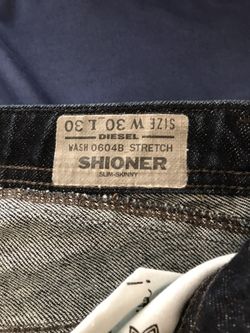 SIZE W 30 L 30
DIESEL
WASH 0604B STRETCH
SHIONER
SLIM-SKINNY